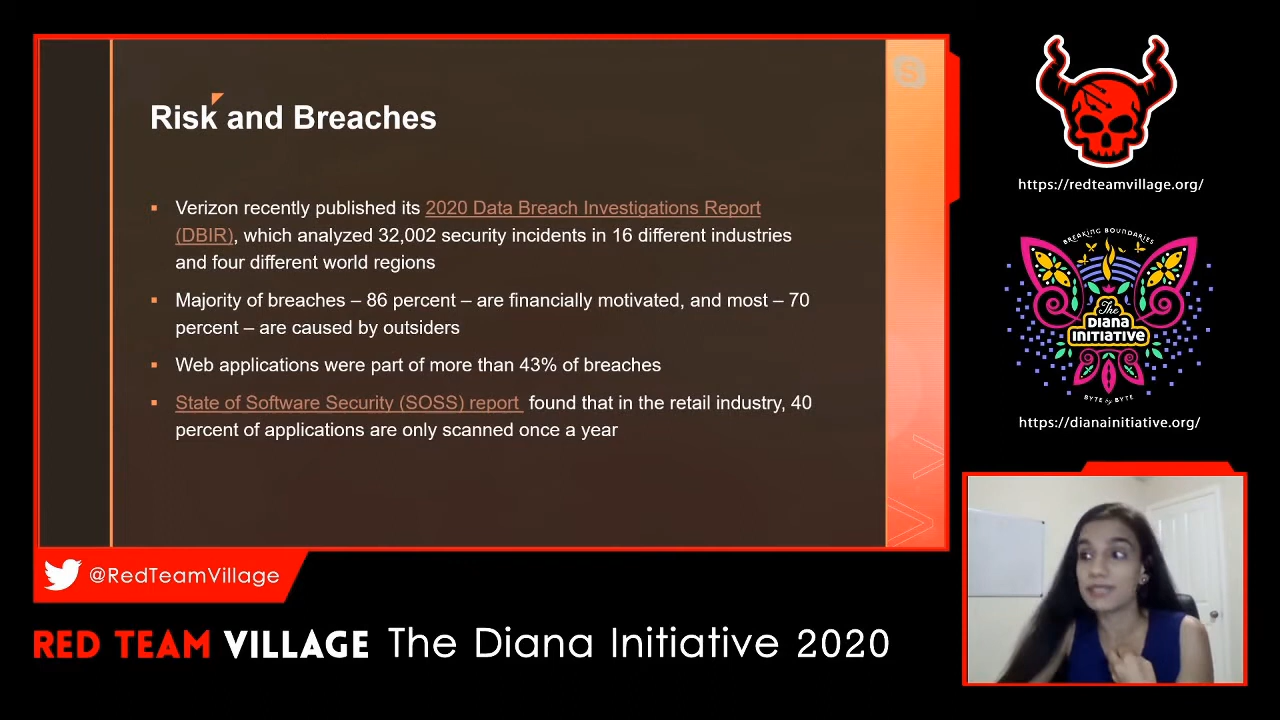 Risk and Breaches
▪ Verizon recently published its 2020 Data Breach Investigations Report
(DBIR), which analyzed 32,002 security incidents in 16 different industries
and four different world regions
▪ Majority of breaches – 86 percent – are financially motivated, and most – 70
percent – are caused by outsiders
▪ Web applications were part of more than 43% of breaches
▪ State of Software Security (SOSS) report found that in the retail industry, 40
percent of applications are only scanned once a year
S
@RedTeamVillage
RED TEAM VILLAGE The Diana Initiative 2020
https://redteamvillage.org/
BREAKING BOUNDARIES
The
DIANA
INITIATIVE
BYTE by BYTE
https://dianainitiative.org/